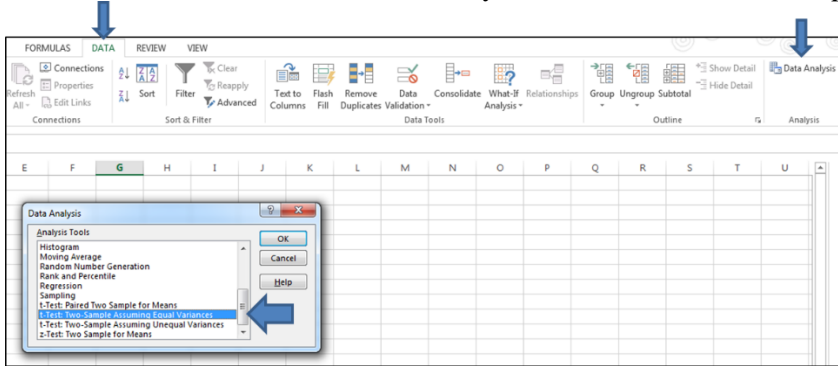 FORMULAS DATA REVIEW VIEW
Connections
Properties
Edit Links
Refresh All
Connections
Sort
Filter
Clear
Reapply
Advanced
Sort & Filter
Text to Columns
Flash Fill
Remove Duplicates
Data Validation
Consolidate
What-If Analysis
Relationships
Data Tools
Group
Ungroup
Subtotal
Show Detail
Hide Detail
Outline
Data Analysis
Analysis
E F G H I J K L M N O P Q R S T U
Data Analysis
Analysis Tools
Histogram
Moving Average
Random Number Generation
Rank and Percentile
Regression
Sampling
t-Test: Paired Two Sample for Means
t-Test: Two-Sample Assuming Equal Variances
t-Test: Two-Sample Assuming Unequal Variances
z-Test: Two Sample for Means
OK
Cancel
Help